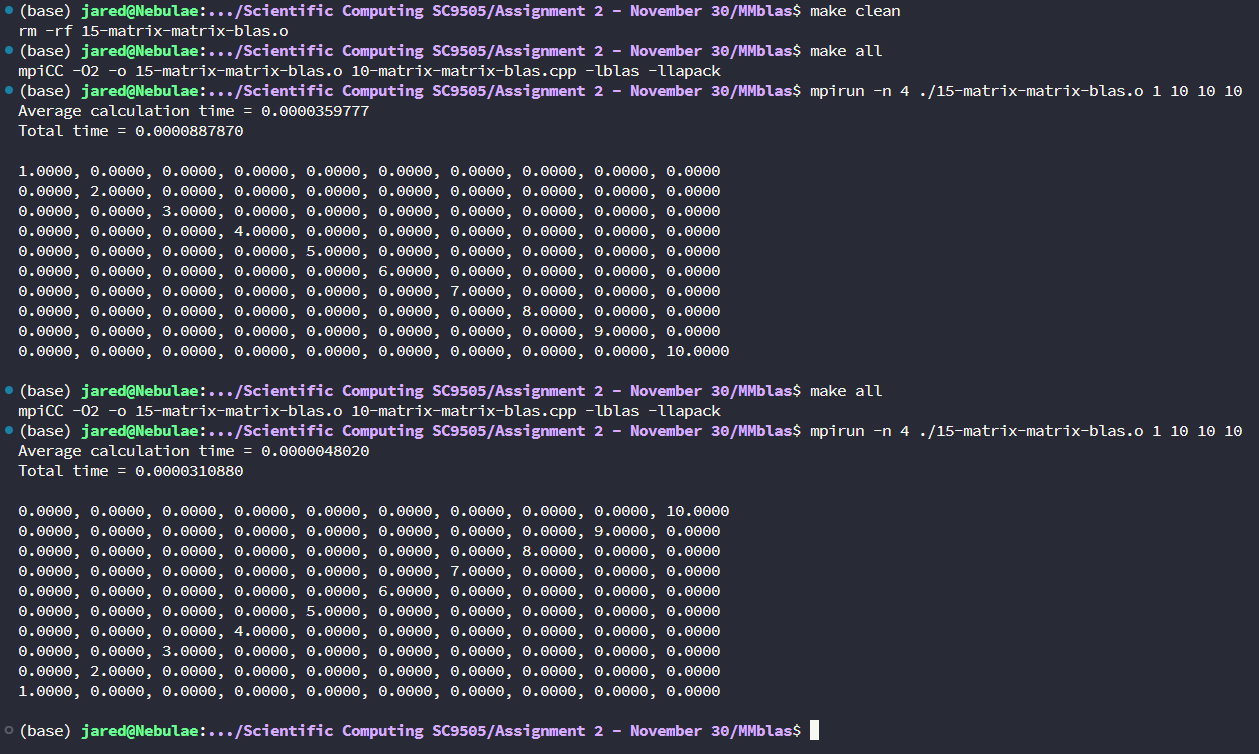 (base) jared@Nebulae:.../Scientific Computing SC9505/Assignment 2 - November 30/MMblas$ make clean
rm -rf 15-matrix-matrix-blas.o
(base) jared@Nebulae:.../Scientific Computing SC9505/Assignment 2 - November 30/MMblas$ make all
mpiCC -O2 -o 15-matrix-matrix-blas.o 10-matrix-matrix-blas.cpp -lblas -llapack
(base) jared@Nebulae:.../Scientific Computing SC9505/Assignment 2 - November 30/MMblas$ mpirun -n 4 ./15-matrix-matrix-blas.o 1 10 10 10
Average calculation time = 0.0000359777
Total time = 0.0000887870
1.0000, 0.0000, 0.0000, 0.0000, 0.0000, 0.0000, 0.0000, 0.0000, 0.0000, 0.0000
0.0000, 2.0000, 0.0000, 0.0000, 0.0000, 0.0000, 0.0000, 0.0000, 0.0000, 0.0000
0.0000, 0.0000, 3.0000, 0.0000, 0.0000, 0.0000, 0.0000, 0.0000, 0.0000, 0.0000
0.0000, 0.0000, 0.0000, 4.0000, 0.0000, 0.0000, 0.0000, 0.0000, 0.0000, 0.0000
0.0000, 0.0000, 0.0000, 0.0000, 5.0000, 0.0000, 0.0000, 0.0000, 0.0000, 0.0000
0.0000, 0.0000, 0.0000, 0.0000, 0.0000, 6.0000, 0.0000, 0.0000, 0.0000, 0.0000
0.0000, 0.0000, 0.0000, 0.0000, 0.0000, 0.0000, 7.0000, 0.0000, 0.0000, 0.0000
0.0000, 0.0000, 0.0000, 0.0000, 0.0000, 0.0000, 0.0000, 8.0000, 0.0000, 0.0000
0.0000, 0.0000, 0.0000, 0.0000, 0.0000, 0.0000, 0.0000, 0.0000, 9.0000, 0.0000
0.0000, 0.0000, 0.0000, 0.0000, 0.0000, 0.0000, 0.0000, 0.0000, 0.0000, 10.0000
(base) jared@Nebulae:.../Scientific Computing SC9505/Assignment 2 - November 30/MMblas$ make all
mpiCC -O2 -o 15-matrix-matrix-blas.o 10-matrix-matrix-blas.cpp -lblas -llapack
(base) jared@Nebulae:.../Scientific Computing SC9505/Assignment 2 - November 30/MMblas$ mpirun -n 4 ./15-matrix-matrix-blas.o 1 10 10 10
Average calculation time = 0.0000048020
Total time = 0.0000310880
0.0000, 0.0000, 0.0000, 0.0000, 0.0000, 0.0000, 0.0000, 0.0000, 0.0000, 10.0000
0.0000, 0.0000, 0.0000, 0.0000, 0.0000, 0.0000, 0.0000, 0.0000, 9.0000, 0.0000
0.0000, 0.0000, 0.0000, 0.0000, 0.0000, 0.0000, 0.0000, 8.0000, 0.0000, 0.0000
0.0000, 0.0000, 0.0000, 0.0000, 0.0000, 0.0000, 7.0000, 0.0000, 0.0000, 0.0000
0.0000, 0.0000, 0.0000, 0.0000, 0.0000, 6.0000, 0.0000, 0.0000, 0.0000, 0.0000
0.0000, 0.0000, 0.0000, 0.0000, 5.0000, 0.0000, 0.0000, 0.0000, 0.0000, 0.0000
0.0000, 0.0000, 0.0000, 4.0000, 0.0000, 0.0000, 0.0000, 0.0000, 0.0000, 0.0000
0.0000, 0.0000, 3.0000, 0.0000, 0.0000, 0.0000, 0.0000, 0.0000, 0.0000, 0.0000
0.0000, 2.0000, 0.0000, 0.0000, 0.0000, 0.0000, 0.0000, 0.0000, 0.0000, 0.0000
1.0000, 0.0000, 0.0000, 0.0000, 0.0000, 0.0000, 0.0000, 0.0000, 0.0000, 0.0000
(base) jared@Nebulae:.../Scientific Computing SC9505/Assignment 2 - November 30/MMblas$